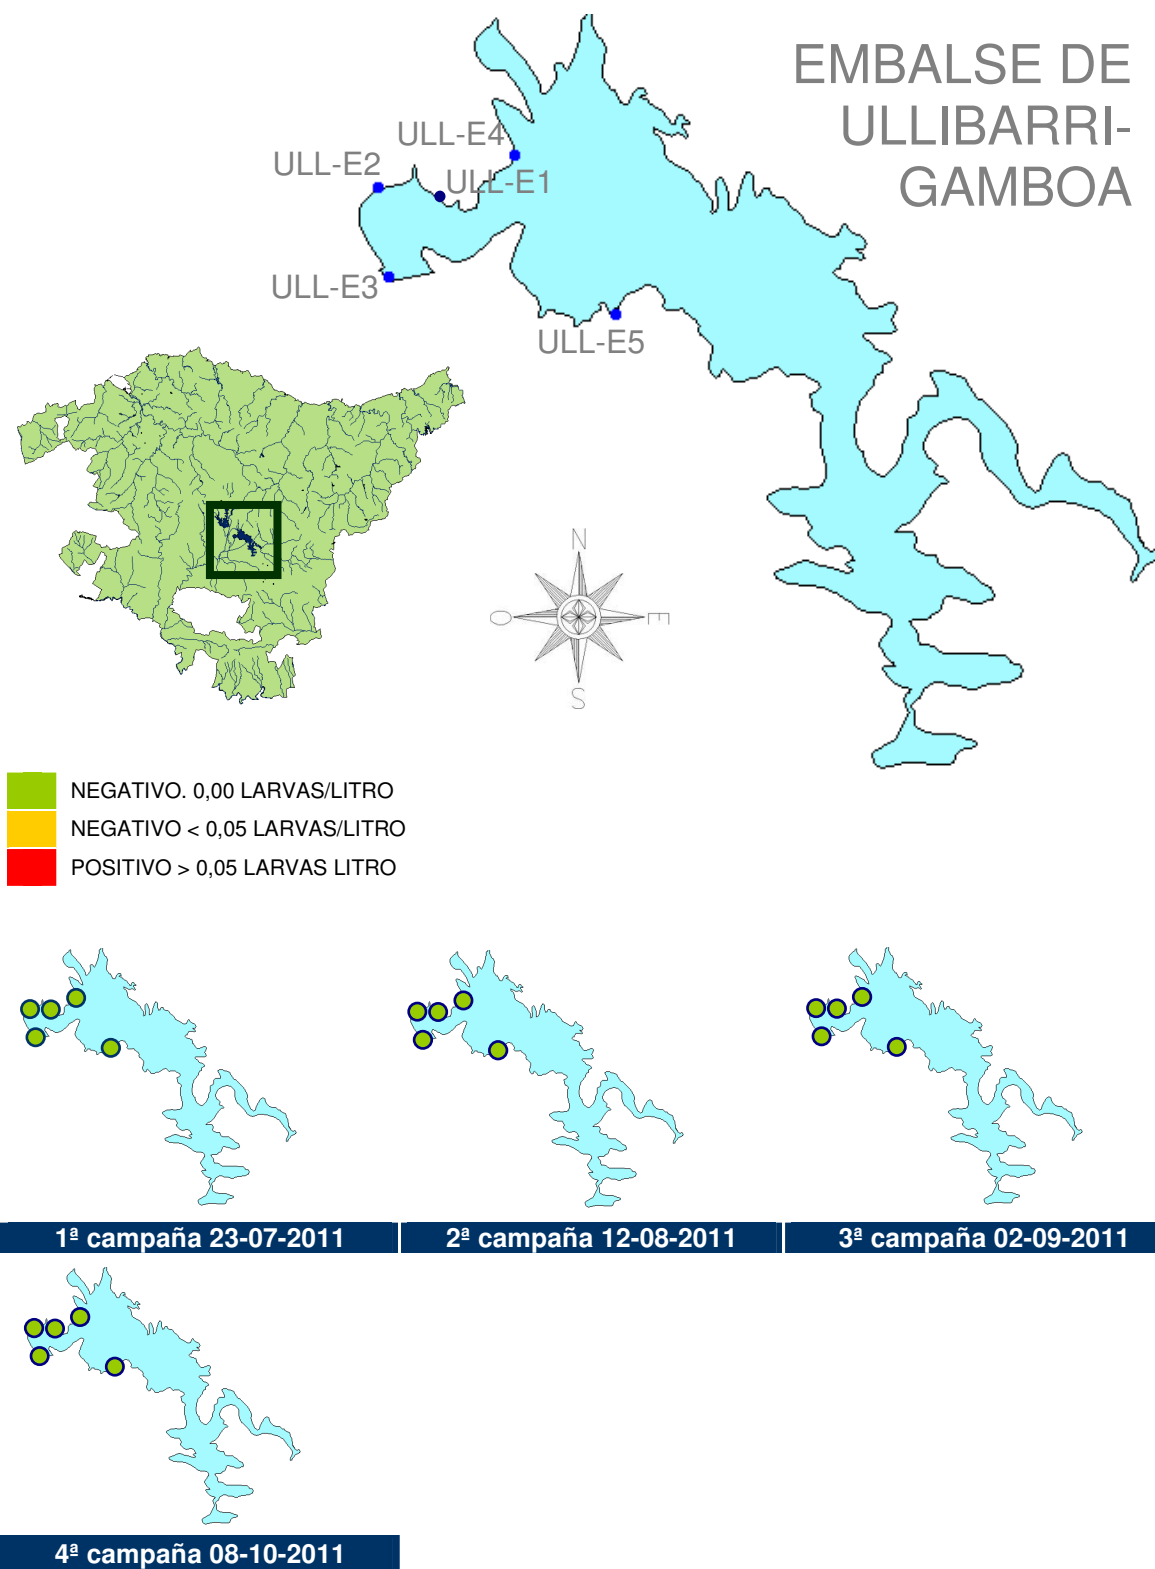 EMBALSE DE
ULLIBARRI-
GAMBOA
ULL-E4
ULL-E2
ULL-E1
ULL-E3
ULL-E5
N
O
E
S
NEGATIVO. 0,00 LARVAS/LITRO
NEGATIVO < 0,05 LARVAS/LITRO
POSITIVO > 0,05 LARVAS LITRO
1ª campaña 23-07-2011
2ª campaña 12-08-2011
3ª campaña 02-09-2011
4ª campaña 08-10-2011